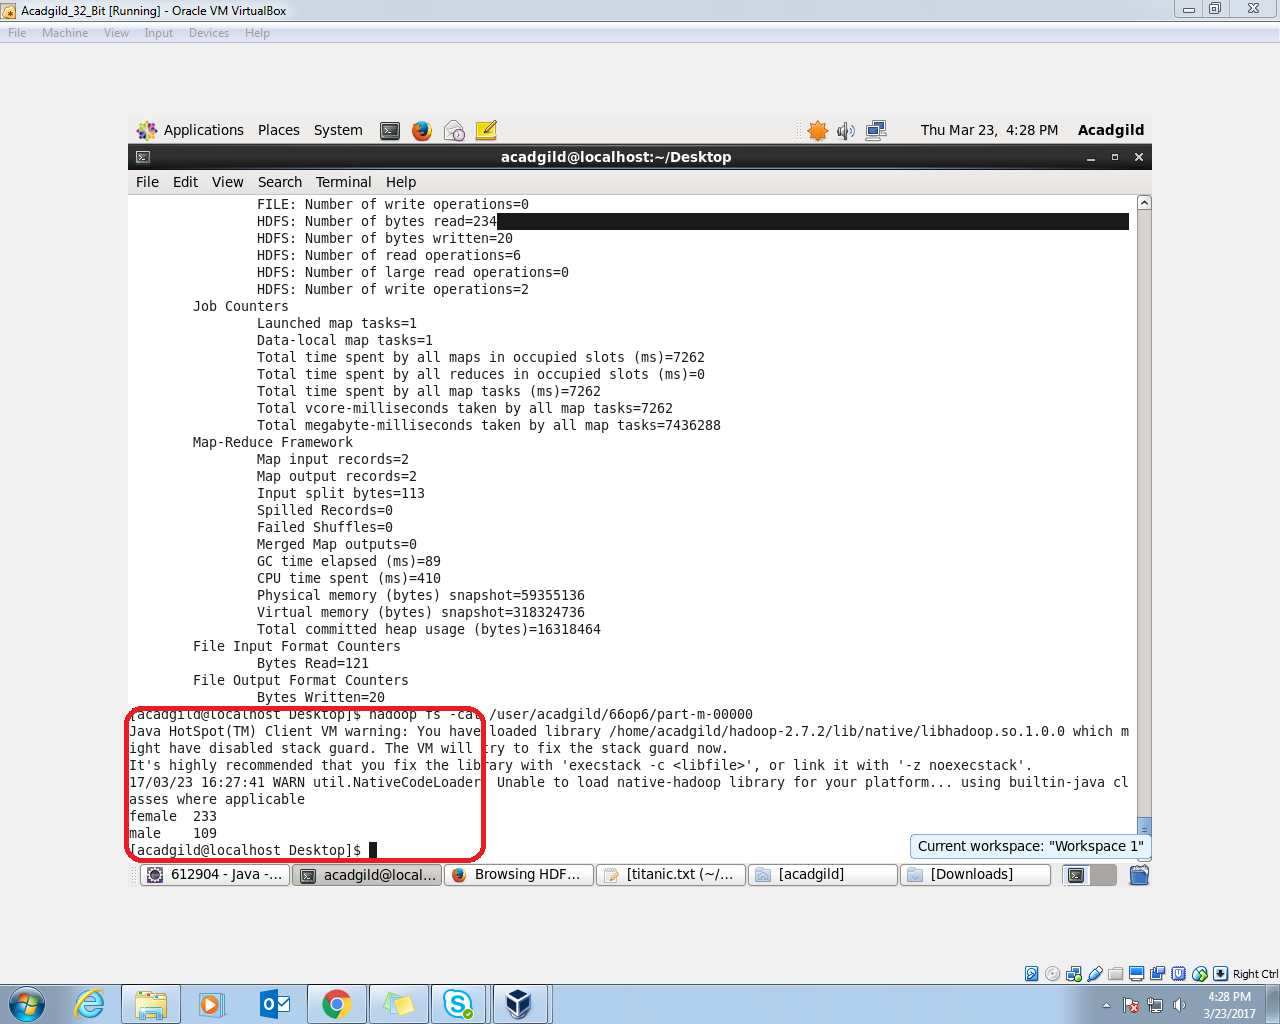 Acadgild_32_Bit [Running] - Oracle VM VirtualBox
File Machine View Input Devices Help
Applications Places System Thu Mar 23, 4:28 PM Acadgild
acadgild@localhost:~/Desktop
File Edit View Search Terminal Help
FILE: Number of write operations=0
HDFS: Number of bytes read=234
HDFS: Number of bytes written=20
HDFS: Number of read operations=6
HDFS: Number of large read operations=0
HDFS: Number of write operations=2
Job Counters
Launched map tasks=1
Data-local map tasks=1
Total time spent by all maps in occupied slots (ms)=7262
Total time spent by all reduces in occupied slots (ms)=0
Total time spent by all map tasks (ms)=7262
Total vcore-milliseconds taken by all map tasks=7262
Total megabyte-milliseconds taken by all map tasks=7436288
Map-Reduce Framework
Map input records=2
Map output records=2
Input split bytes=113
Spilled Records=0
Failed Shuffles=0
Merged Map outputs=0
GC time elapsed (ms)=89
CPU time spent (ms)=410
Physical memory (bytes) snapshot=59355136
Virtual memory (bytes) snapshot=318324736
Total committed heap usage (bytes)=16318464
File Input Format Counters
Bytes Read=121
File Output Format Counters
Bytes Written=20
[acadgild@localhost Desktop]$ hadoop fs -cat /user/acadgild/66op6/part-m-00000
Java HotSpot(TM) Client VM warning: You have loaded library /home/acadgild/hadoop-2.7.2/lib/native/libhadoop.so.1.0.0 which m
ight have disabled stack guard. The VM will try to fix the stack guard now.
It's highly recommended that you fix the library with 'execstack -c <libfile>', or link it with '-z noexecstack'.
17/03/23 16:27:41 WARN util.NativeCodeLoader: Unable to load native-hadoop library for your platform... using builtin-java cl
asses where applicable
female 233
male 109
[acadgild@localhost Desktop]$
Current workspace: "Workspace 1"
612904 - Java -... acadgild@local... Browsing HDF... [titanic.txt (~/... [acadgild] [Downloads]
Right Ctrl
4:28 PM
3/23/2017